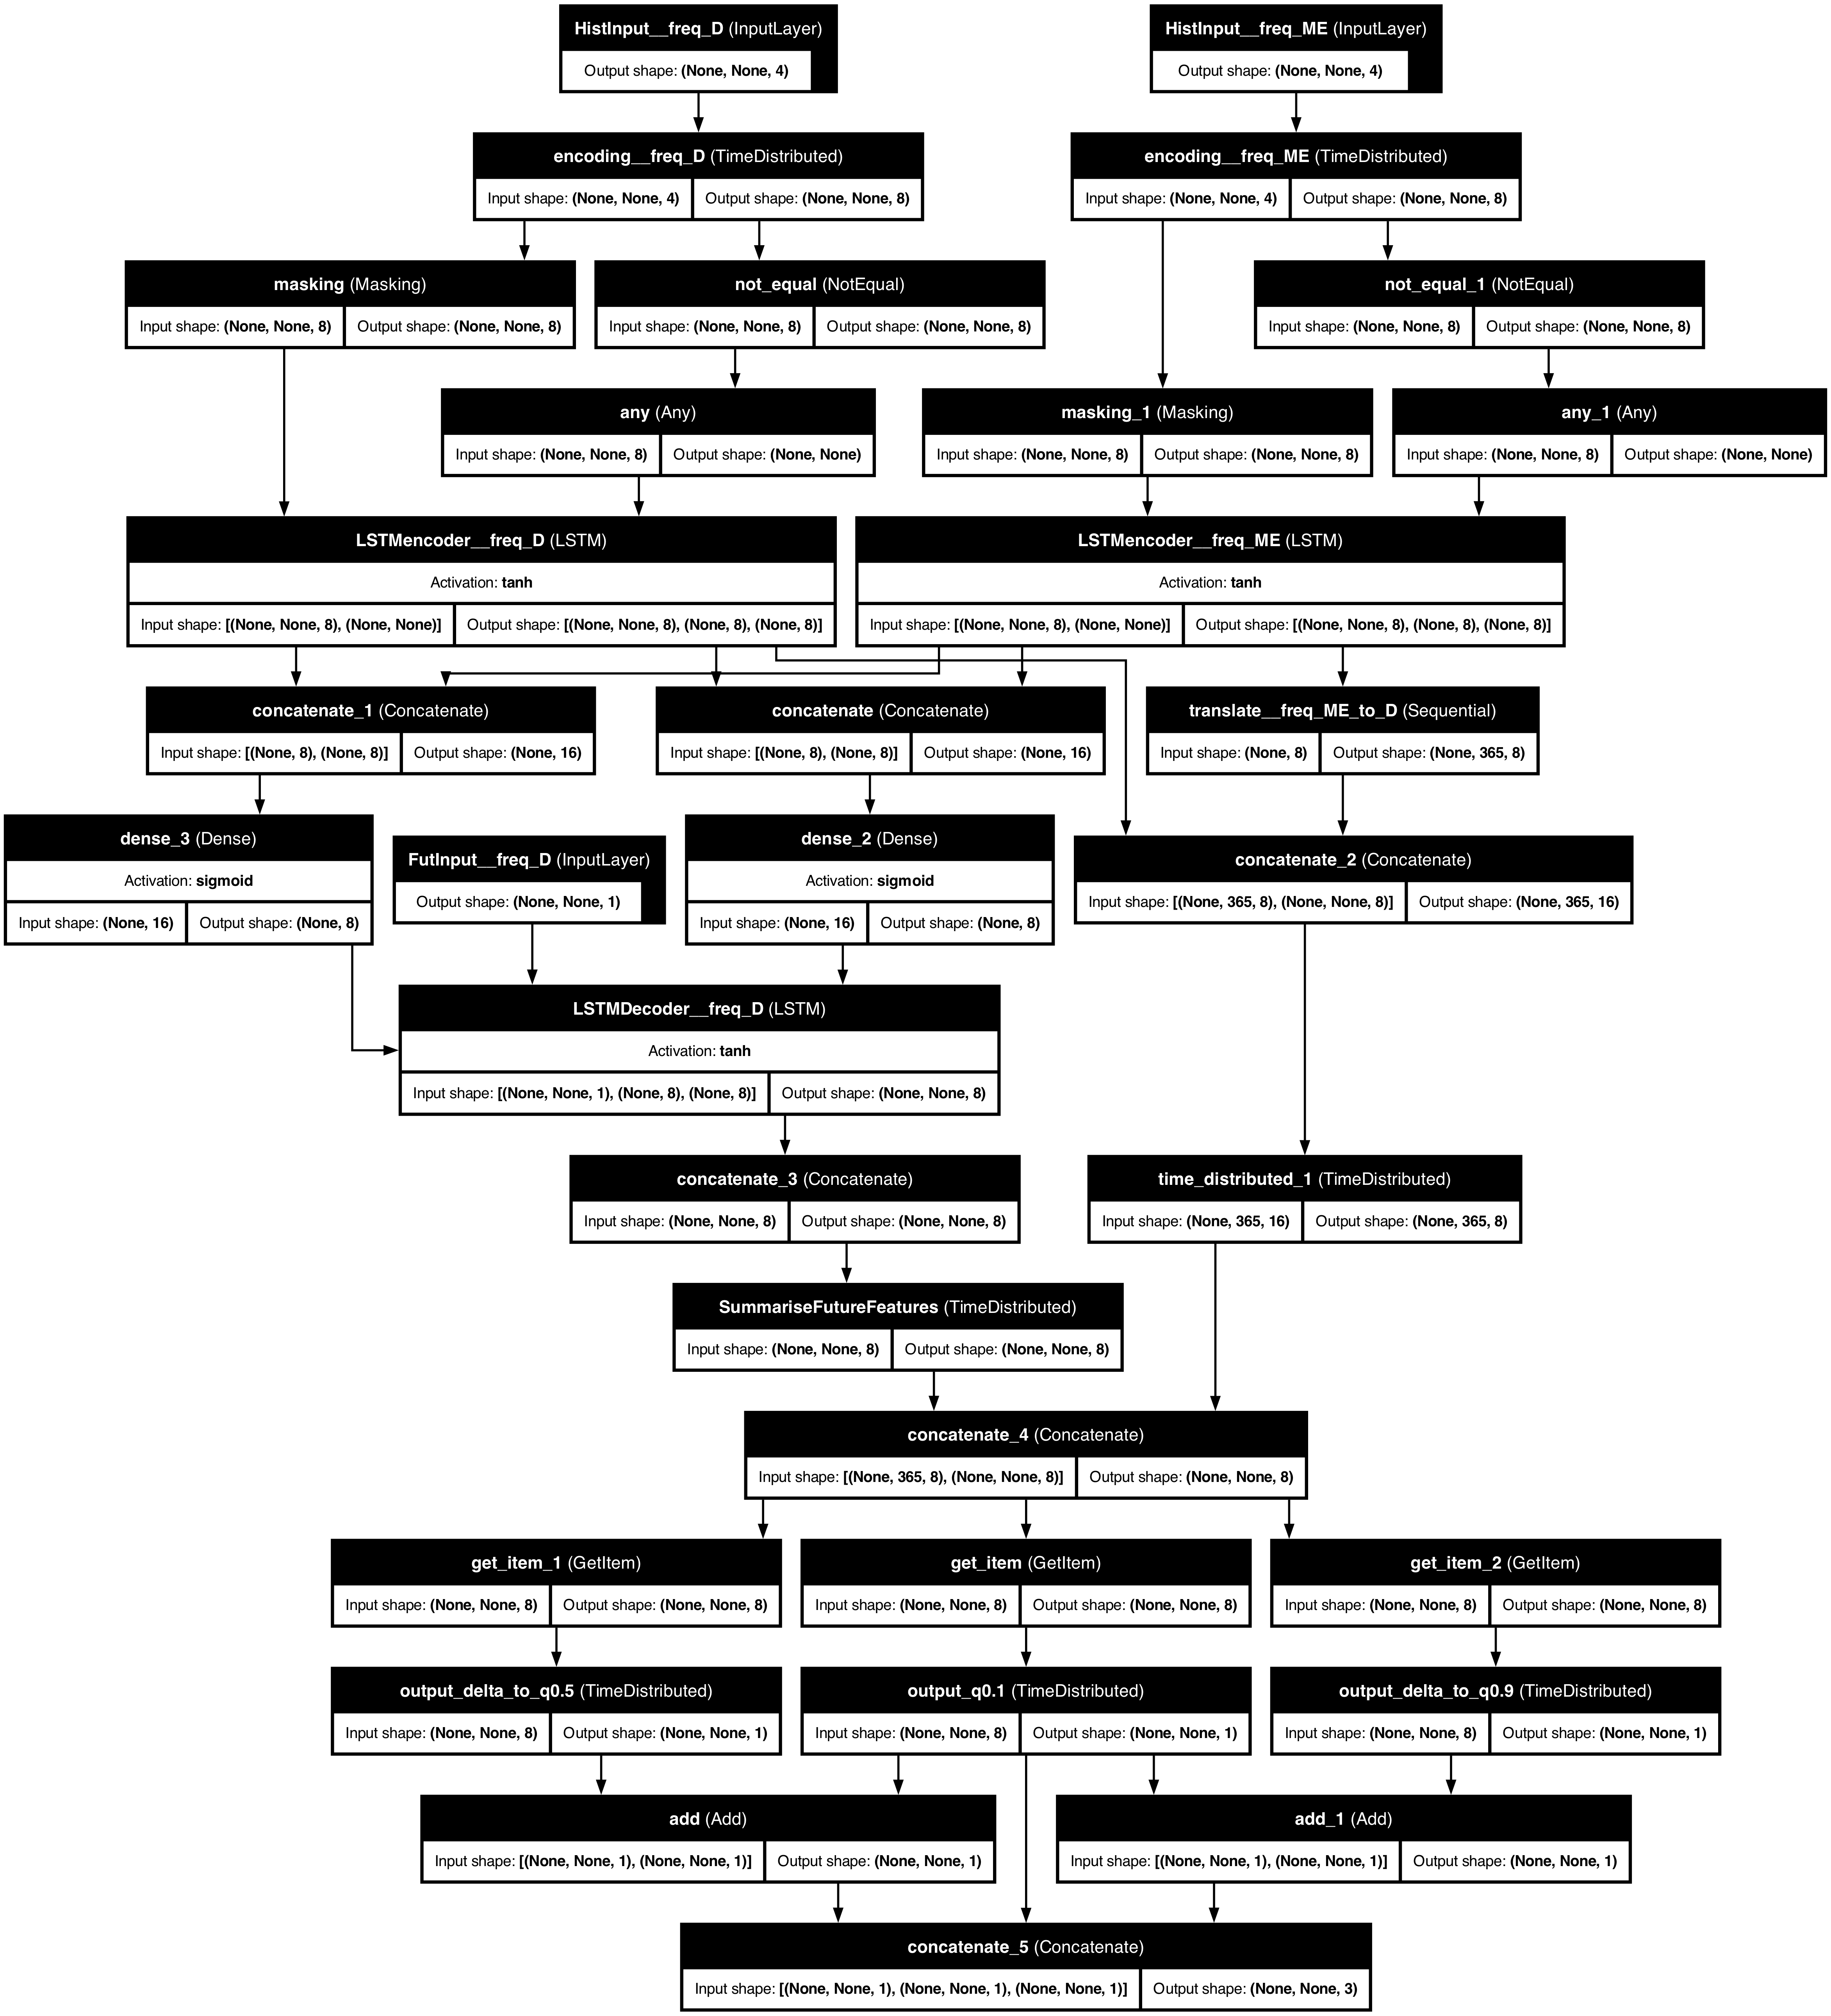 HistInput__freq_D (InputLayer)
Output shape: (None, None, 4)
HistInput__freq_ME (InputLayer)
Output shape: (None, None, 4)
encoding__freq_D (TimeDistributed)
Input shape: (None, None, 4) Output shape: (None, None, 8)
encoding__freq_ME (TimeDistributed)
Input shape: (None, None, 4) Output shape: (None, None, 8)
masking (Masking)
Input shape: (None, None, 8) Output shape: (None, None, 8)
not_equal (NotEqual)
Input shape: (None, None, 8) Output shape: (None, None, 8)
not_equal_1 (NotEqual)
Input shape: (None, None, 8) Output shape: (None, None, 8)
any (Any)
Input shape: (None, None, 8) Output shape: (None, None)
masking_1 (Masking)
Input shape: (None, None, 8) Output shape: (None, None, 8)
any_1 (Any)
Input shape: (None, None, 8) Output shape: (None, None)
LSTMencoder__freq_D (LSTM)
Activation: tanh
Input shape: [(None, None, 8), (None, None)] Output shape: [(None, None, 8), (None, 8), (None, 8)]
LSTMencoder__freq_ME (LSTM)
Activation: tanh
Input shape: [(None, None, 8), (None, None)] Output shape: [(None, None, 8), (None, 8), (None, 8)]
concatenate_1 (Concatenate)
Input shape: [(None, 8), (None, 8)] Output shape: (None, 16)
concatenate (Concatenate)
Input shape: [(None, 8), (None, 8)] Output shape: (None, 16)
translate__freq_ME_to_D (Sequential)
Input shape: (None, 8) Output shape: (None, 365, 8)
dense_3 (Dense)
Activation: sigmoid
Input shape: (None, 16) Output shape: (None, 8)
FutInput__freq_D (InputLayer)
Output shape: (None, None, 1)
dense_2 (Dense)
Activation: sigmoid
Input shape: (None, 16) Output shape: (None, 8)
concatenate_2 (Concatenate)
Input shape: [(None, 365, 8), (None, None, 8)] Output shape: (None, 365, 16)
LSTMDecoder__freq_D (LSTM)
Activation: tanh
Input shape: [(None, None, 1), (None, 8), (None, 8)] Output shape: (None, None, 8)
concatenate_3 (Concatenate)
Input shape: (None, None, 8) Output shape: (None, None, 8)
time_distributed_1 (TimeDistributed)
Input shape: (None, 365, 16) Output shape: (None, 365, 8)
SummariseFutureFeatures (TimeDistributed)
Input shape: (None, None, 8) Output shape: (None, None, 8)
concatenate_4 (Concatenate)
Input shape: [(None, 365, 8), (None, None, 8)] Output shape: (None, None, 8)
get_item_1 (GetItem)
Input shape: (None, None, 8) Output shape: (None, None, 8)
get_item (GetItem)
Input shape: (None, None, 8) Output shape: (None, None, 8)
get_item_2 (GetItem)
Input shape: (None, None, 8) Output shape: (None, None, 8)
output_delta_to_q0.5 (TimeDistributed)
Input shape: (None, None, 8) Output shape: (None, None, 1)
output_q0.1 (TimeDistributed)
Input shape: (None, None, 8) Output shape: (None, None, 1)
output_delta_to_q0.9 (TimeDistributed)
Input shape: (None, None, 8) Output shape: (None, None, 1)
add (Add)
Input shape: [(None, None, 1), (None, None, 1)] Output shape: (None, None, 1)
add_1 (Add)
Input shape: [(None, None, 1), (None, None, 1)] Output shape: (None, None, 1)
concatenate_5 (Concatenate)
Input shape: [(None, None, 1), (None, None, 1), (None, None, 1)] Output shape: (None, None, 3)